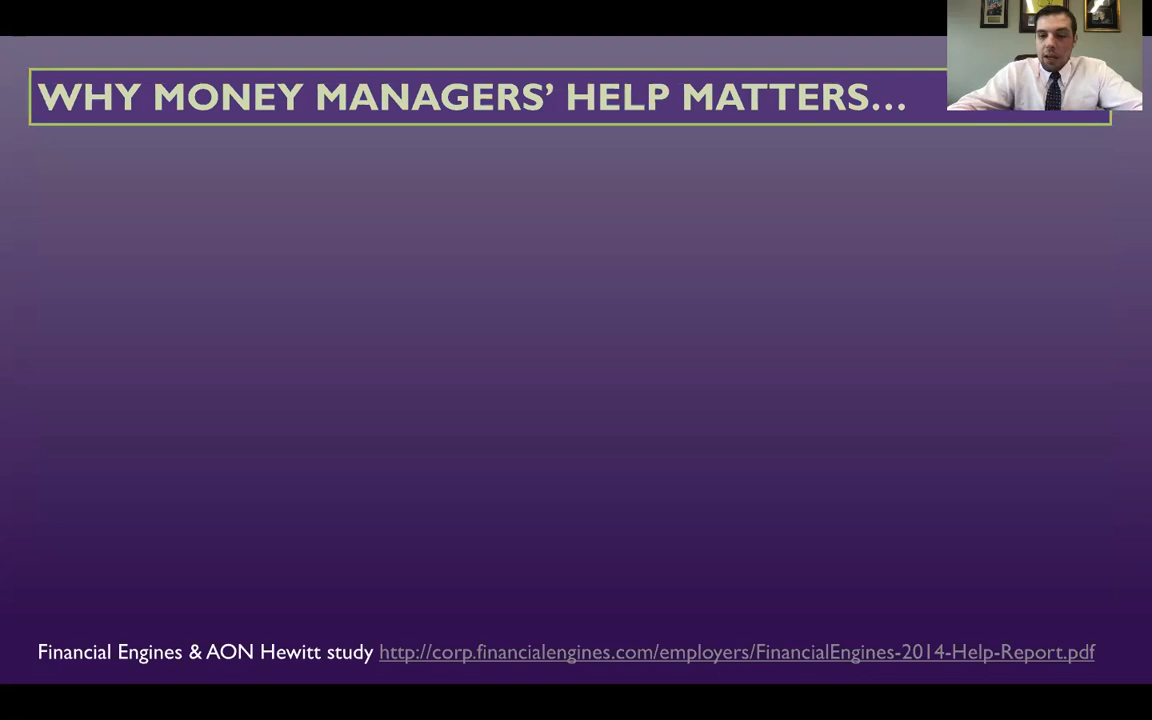 WHY MONEY MANAGERS’ HELP MATTERS…
Financial Engines & AON Hewitt study http://corp.financialengines.com/employers/FinancialEngines-2014-Help-Report.pdf